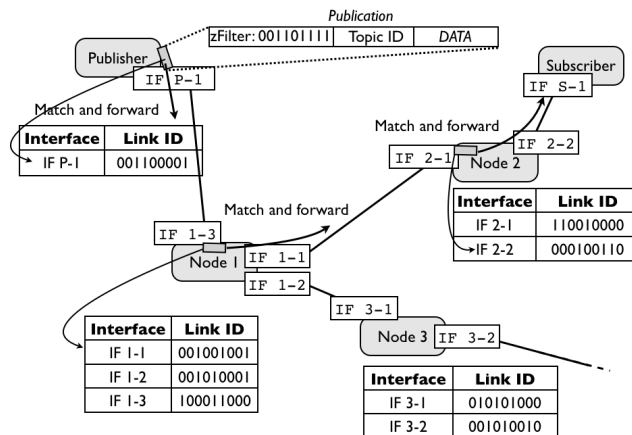 Publication
zFilter: 001101111 Topic ID DATA
Publisher
IF P-1
Subscriber
IF S-1
Match and forward
Interface Link ID
IF P-1 001100001
Match and forward
IF 2-1
IF 2-2
Node 2
Interface Link ID
IF 2-1 110010000
IF 2-2 000100110
Match and forward
IF 1-3
Node 1
IF 1-1
IF 1-2
Interface Link ID
IF 1-1 001001001
IF 1-2 001010001
IF 1-3 100011000
IF 3-1
Node 3
IF 3-2
Interface Link ID
IF 3-1 010101000
IF 3-2 001010010